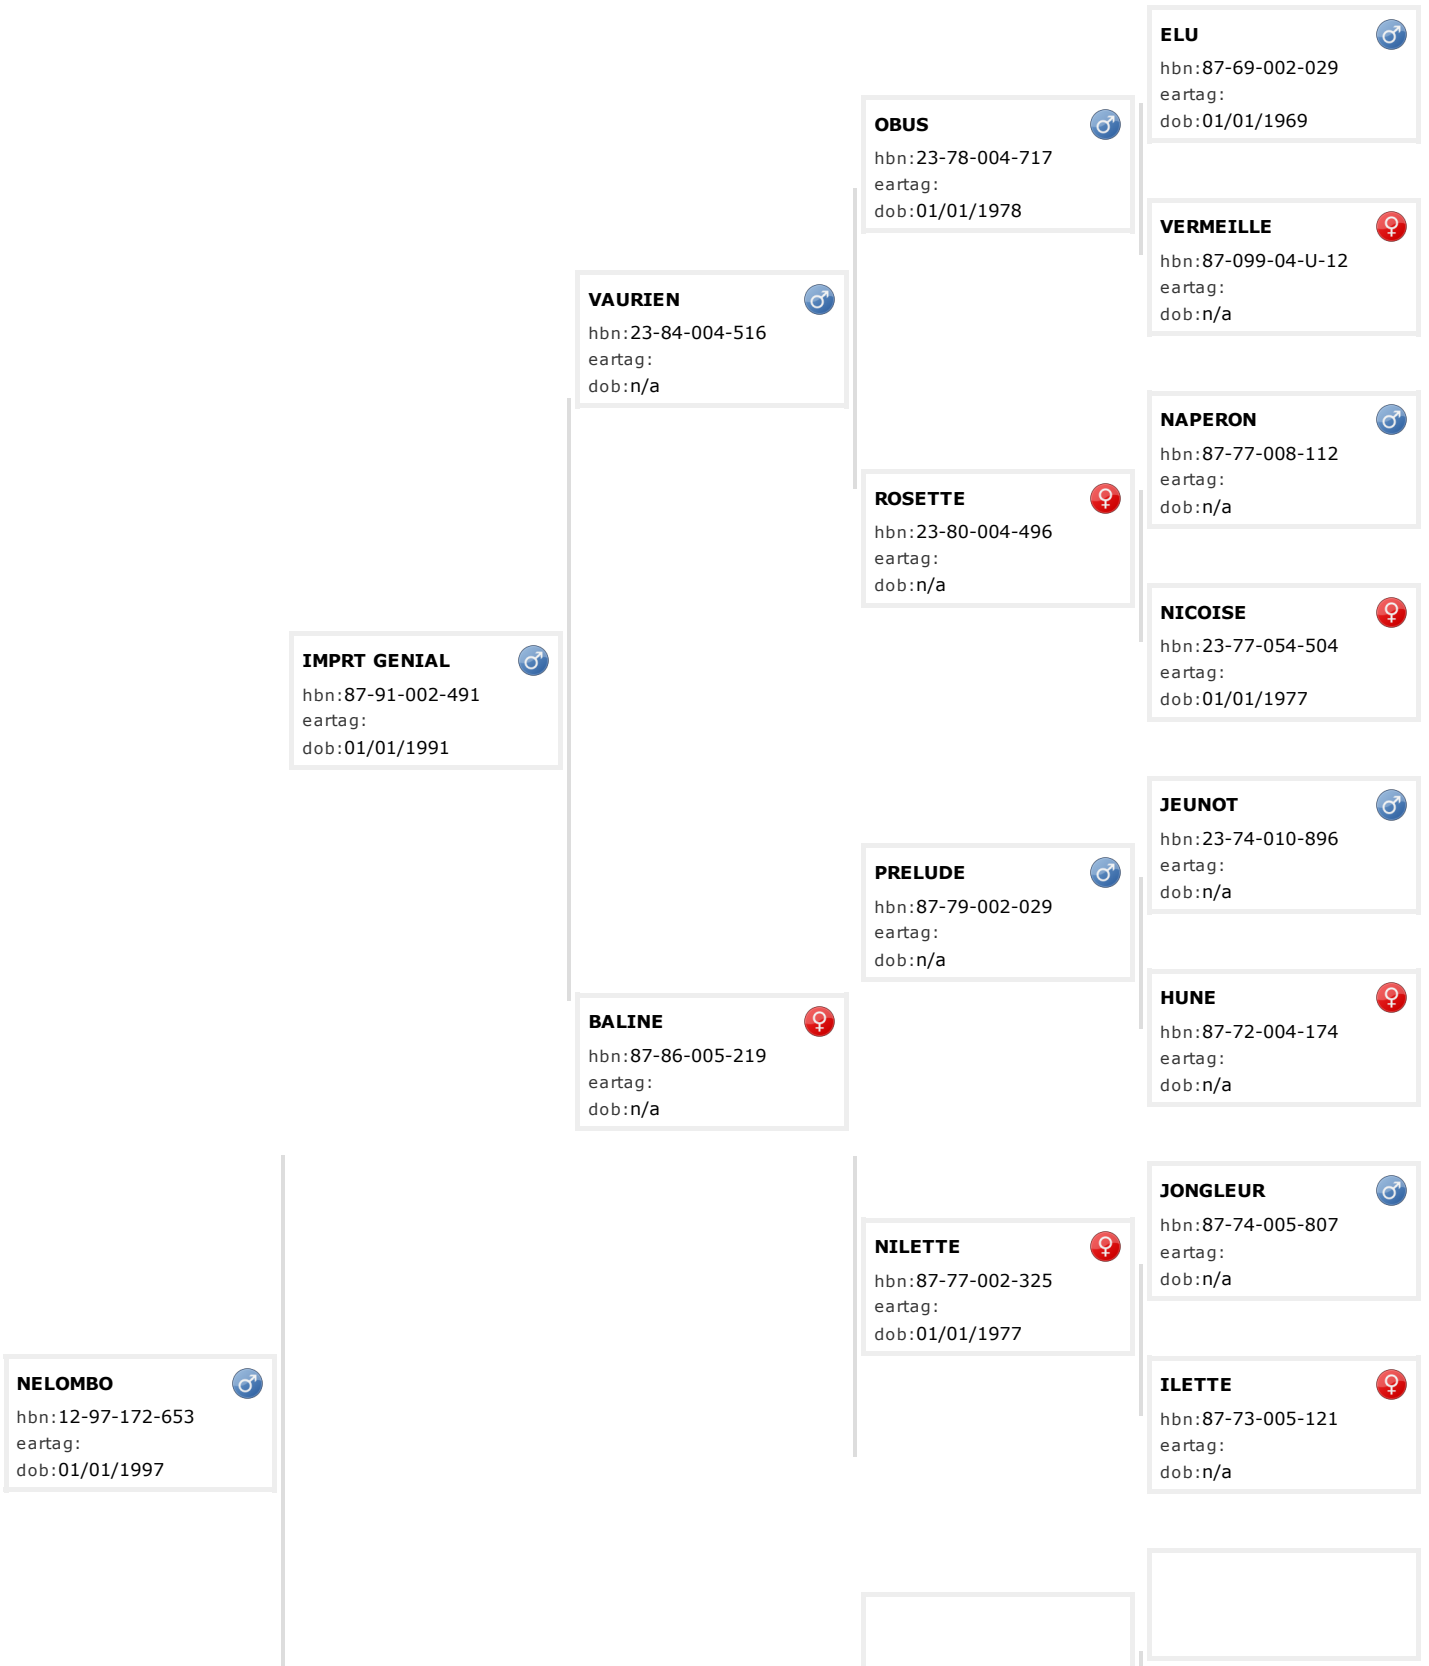 ELU
hbn:87-69-002-029
eartag:
dob:01/01/1969
OBUS
hbn:23-78-004-717
eartag:
dob:01/01/1978
VERMEILLE
hbn:87-099-04-U-12
eartag:
dob:n/a
VAURIEN
hbn:23-84-004-516
eartag:
dob:n/a
NAPERON
hbn:87-77-008-112
eartag:
dob:n/a
ROSETTE
hbn:23-80-004-496
eartag:
dob:n/a
NICOISE
hbn:23-77-054-504
eartag:
dob:01/01/1977
IMPRT GENIAL
hbn:87-91-002-491
eartag:
dob:01/01/1991
JEUNOT
hbn:23-74-010-896
eartag:
dob:n/a
PRELUDE
hbn:87-79-002-029
eartag:
dob:n/a
HUNE
hbn:87-72-004-174
eartag:
dob:n/a
BALINE
hbn:87-86-005-219
eartag:
dob:n/a
JONGLEUR
hbn:87-74-005-807
eartag:
dob:n/a
NILETTE
hbn:87-77-002-325
eartag:
dob:01/01/1977
ILETTE
hbn:87-73-005-121
eartag:
dob:n/a
NELOMBO
hbn:12-97-172-653
eartag:
dob:01/01/1997